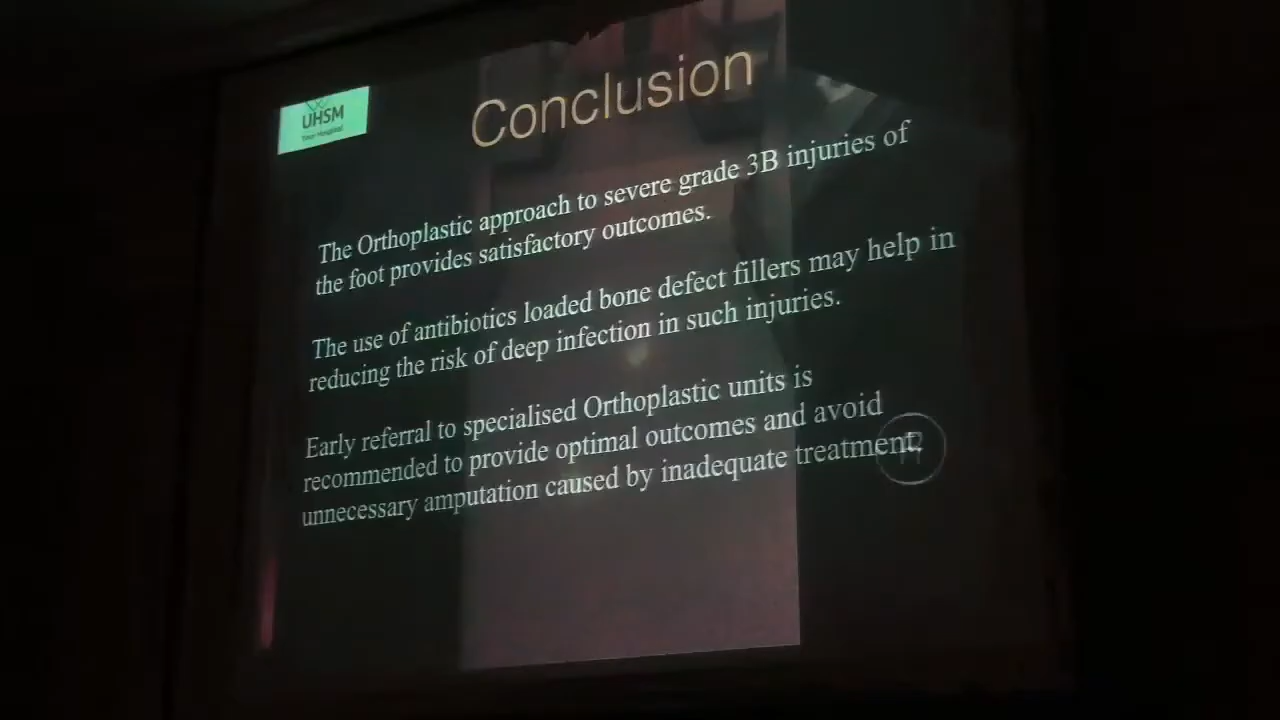 UHSM
Your Hospital
Conclusion
The Orthoplastic approach to severe grade 3B injuries of
the foot provides satisfactory outcomes.
The use of antibiotics loaded bone defect fillers may help in
reducing the risk of deep infection in such injuries.
Early referral to specialised Orthoplastic units is
recommended to provide optimal outcomes and avoid
unnecessary amputation caused by inadequate treatment.